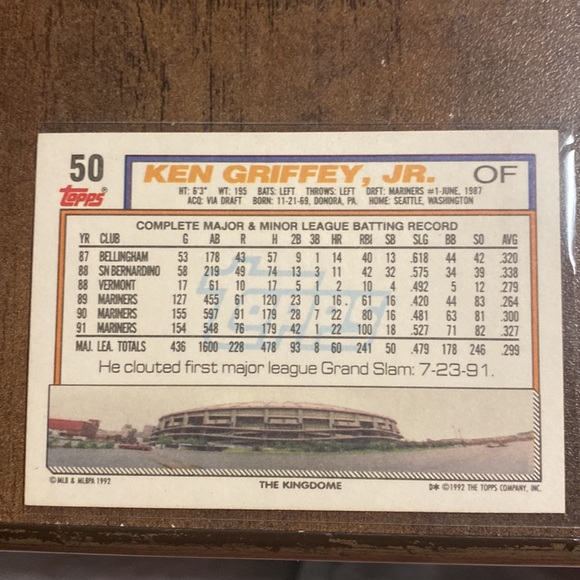 50
Topps®
KEN GRIFFEY, JR. OF
HT: 6'3" WT: 195 BATS: LEFT THROWS: LEFT DRFT: MARINERS #1-JUNE, 1987
ACQ: VIA DRAFT BORN: 11-21-69, DONORA, PA. HOME: SEATTLE, WASHINGTON
COMPLETE MAJOR & MINOR LEAGUE BATTING RECORD
YR CLUB G AB R H 2B 3B HR RBI SB SLG BB SO AVG
87 BELLINGHAM 53 178 43 57 9 1 14 40 13 .618 44 42 .320
88 SN BERNARDINO 58 219 49 74 13 3 11 42 32 .575 34 39 .338
88 VERMONT 17 61 10 17 5 1 2 10 4 .492 5 12 .279
89 MARINERS 127 455 61 120 23 0 16 61 16 .420 44 83 .264
90 MARINERS 155 597 91 179 28 7 22 80 16 .481 63 81 .300
91 MARINERS 154 548 76 179 42 1 22 100 18 .527 71 82 .327
MAJ. LEA. TOTALS 436 1600 228 478 93 8 60 241 50 .479 178 246 .299
He clouted first major league Grand Slam: 7-23-91.
©MLB & MLBPA 1992
THE KINGDOME
D* ©1992 THE TOPPS COMPANY, INC.